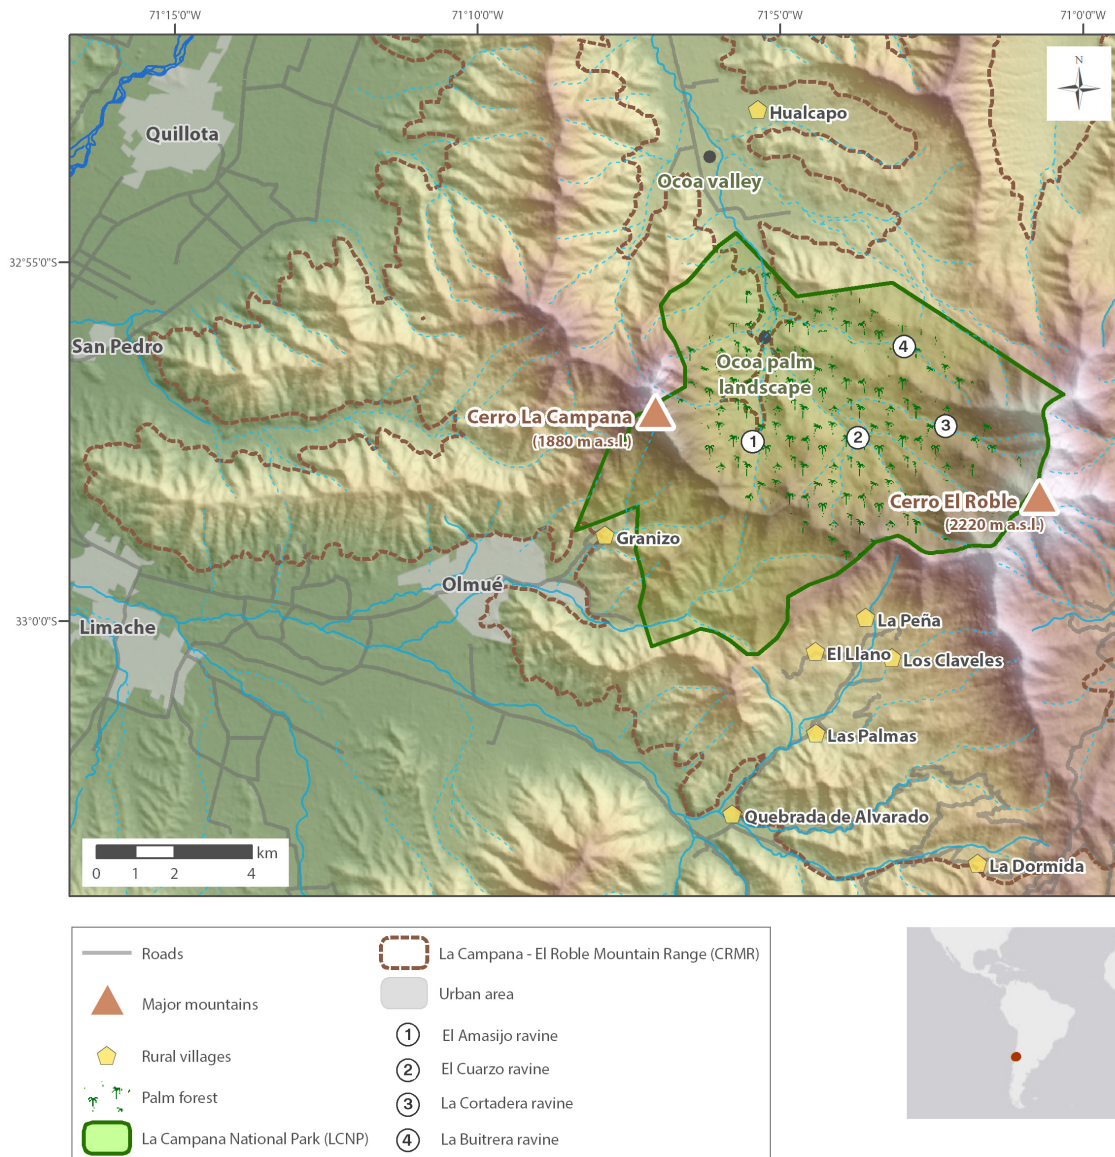 71°15'0"W
71°10'0"W
71°5'0"W
71°0'0"W
N
Hualcapo
Quillota
Ocoa valley
32°55'0"S
San Pedro
4
Ocoa palm
landscape
Cerro La Campana
(1880 m a.s.l.)
3
2
1
Cerro El Roble
(2220 m a.s.l.)
Granizo
Olmué
33°00'0"S
La Peña
Limache
El Llano
Los Claveles
Las Palmas
Quebrada de Alvarado
La Dormida
km
0 1 2 4
Roads
Major mountains
Rural villages
Palm forest
La Campana National Park (LCNP)
La Campana - El Roble Mountain Range (CRMR)
Urban area
1 El Amasijo ravine
2 El Cuarzo ravine
3 La Cortadera ravine
4 La Buitrera ravine